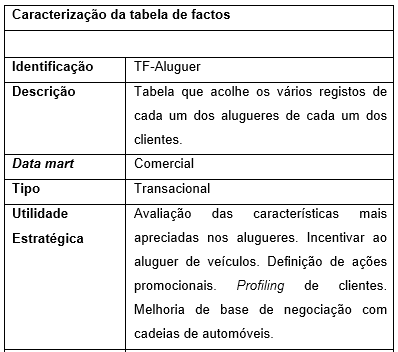 Caracterização da tabela de factos
Identificação TF-Aluguer
Descrição Tabela que acolhe os vários registos de
cada um dos alugueres de cada um dos
clientes.
Data mart Comercial
Tipo Transacional
Utilidade Avaliação das características mais
Estratégica apreciadas nos alugueres. Incentivar ao
aluguer de veículos. Definição de ações
promocionais. Profiling de clientes.
Melhoria de base de negociação com
cadeias de automóveis.